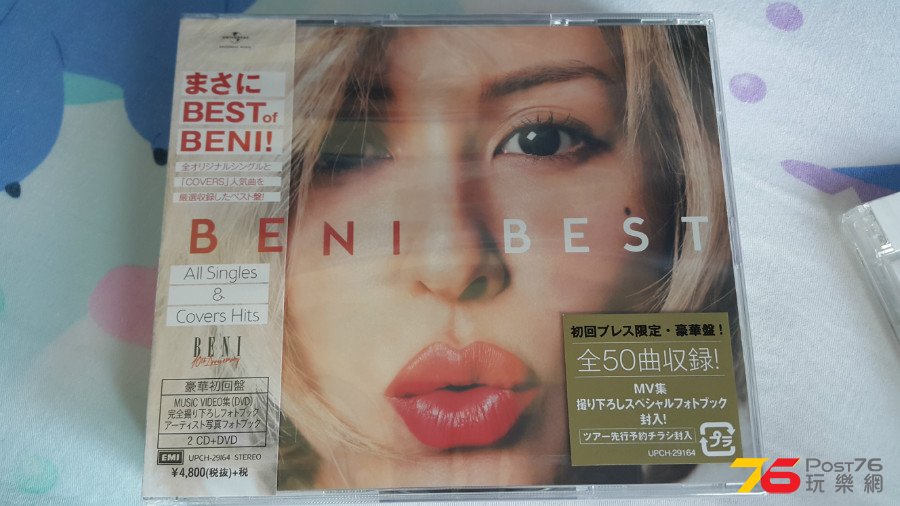 UNIVERSAL MUSIC
まさに
BEST of
BENI!
全オリジナルシングルと
「COVERS」人気曲を
厳選収録したベスト盤!
BENI BEST
All Singles
&
Covers Hits
BENI
10th Anniversary
豪華初回盤
MUSIC VIDEO集(DVD)
完全撮り下ろしフォトブック
アーティスト写真フォトブック
2 CD+DVD
EMI UPCH-29164 STEREO
¥4,800(税抜)+税
初回プレス限定・豪華盤!
全50曲収録!
MV集
撮り下ろしスペシャルフォトブック
封入!
ツアー先行予約チラシ封入
プラ
UPCH-29164
76 Post76
玩樂網